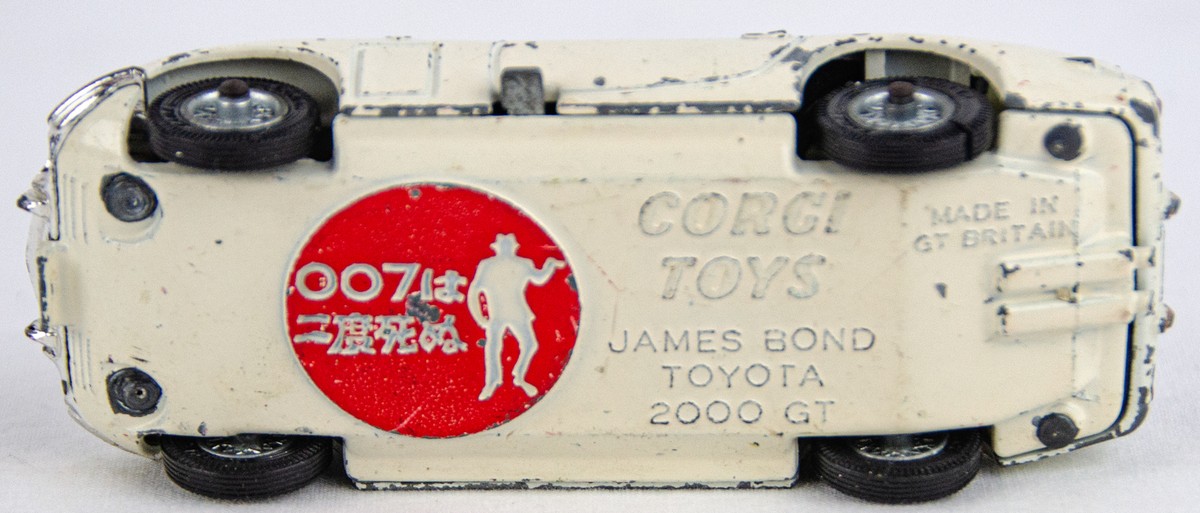 007は
二度死ぬ
CORGI
TOYS
JAMES BOND
TOYOTA
2000 GT
MADE IN
GT BRITAIN